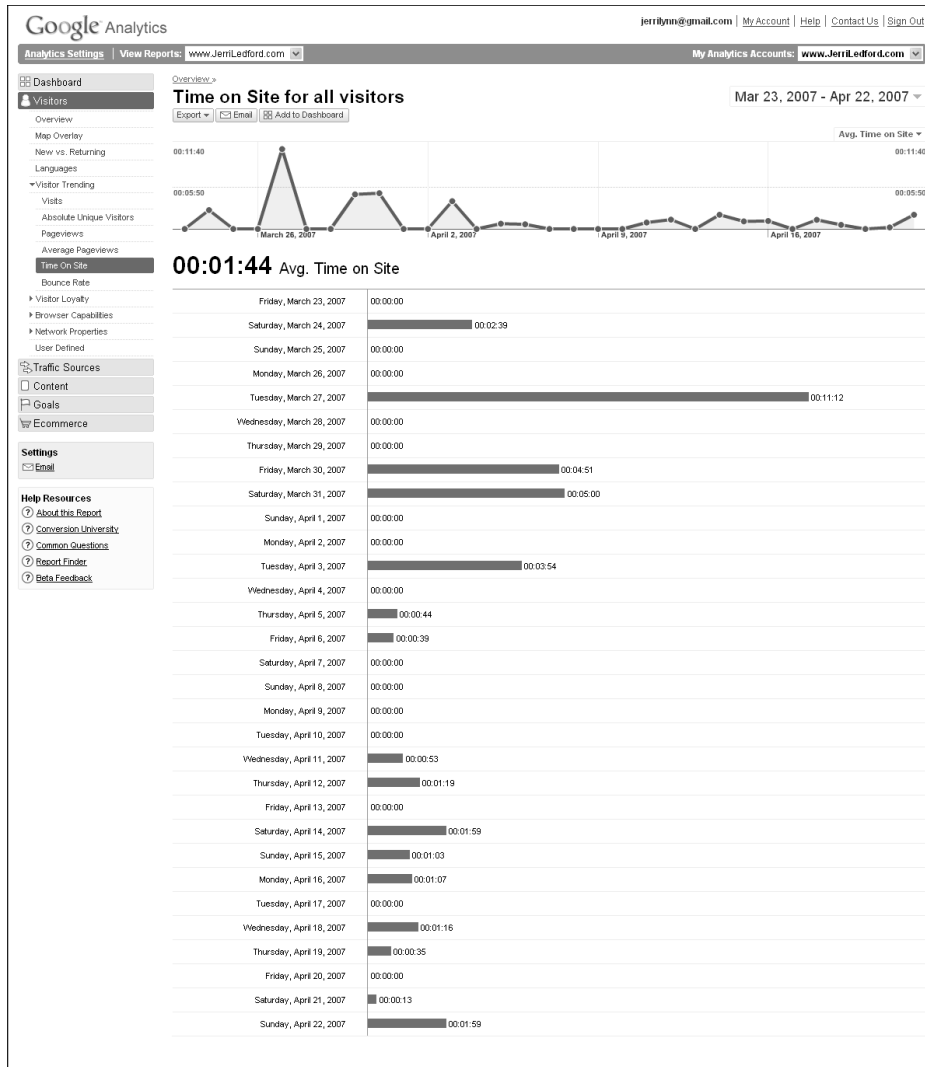 Google Analytics
jerrilynn@gmail.com | My Account | Help | Contact Us | Sign Out
Analytics Settings | View Reports: www.JerriLedford.com
My Analytics Accounts: www.JerriLedford.com
Dashboard
Visitors
Overview
Map Overlay
New vs. Returning
Languages
Visitor Trending
Visits
Absolute Unique Visitors
Pageviews
Average Pageviews
Time On Site
Bounce Rate
Visitor Loyalty
Browser Capabilities
Network Properties
User Defined
Traffic Sources
Content
Goals
Ecommerce
Settings
Email
Help Resources
About this Report
Conversion University
Common Questions
Report Finder
Beta Feedback
Overview »
Time on Site for all visitors
Mar 23, 2007 - Apr 22, 2007
Export
Email
Add to Dashboard
Avg. Time on Site
00:11:40 00:11:40
00:05:50 00:05:50
March 26, 2007 April 2, 2007 April 9, 2007 April 16, 2007
00:01:44 Avg. Time on Site
Friday, March 23, 2007 00:00:00
Saturday, March 24, 2007 00:02:39
Sunday, March 25, 2007 00:00:00
Monday, March 26, 2007 00:00:00
Tuesday, March 27, 2007 00:11:12
Wednesday, March 28, 2007 00:00:00
Thursday, March 29, 2007 00:00:00
Friday, March 30, 2007 00:04:51
Saturday, March 31, 2007 00:05:00
Sunday, April 1, 2007 00:00:00
Monday, April 2, 2007 00:00:00
Tuesday, April 3, 2007 00:03:54
Wednesday, April 4, 2007 00:00:00
Thursday, April 5, 2007 00:00:44
Friday, April 6, 2007 00:00:39
Saturday, April 7, 2007 00:00:00
Sunday, April 8, 2007 00:00:00
Monday, April 9, 2007 00:00:00
Tuesday, April 10, 2007 00:00:00
Wednesday, April 11, 2007 00:00:53
Thursday, April 12, 2007 00:01:19
Friday, April 13, 2007 00:00:00
Saturday, April 14, 2007 00:01:59
Sunday, April 15, 2007 00:01:03
Monday, April 16, 2007 00:01:07
Tuesday, April 17, 2007 00:00:00
Wednesday, April 18, 2007 00:01:16
Thursday, April 19, 2007 00:00:35
Friday, April 20, 2007 00:00:00
Saturday, April 21, 2007 00:00:13
Sunday, April 22, 2007 00:01:59